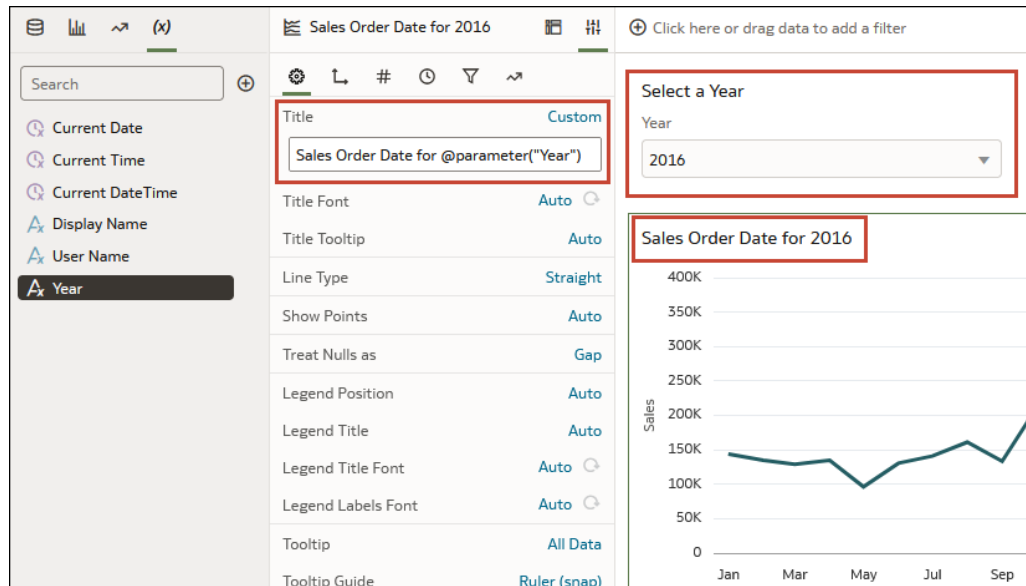 (x)
Search
Current Date
Current Time
Current DateTime
Display Name
User Name
Year
Sales Order Date for 2016
#
Title Custom
Sales Order Date for @parameter("Year")
Title Font Auto
Title Tooltip Auto
Line Type Straight
Show Points Auto
Treat Nulls as Gap
Legend Position Auto
Legend Title Auto
Legend Title Font Auto
Legend Labels Font Auto
Tooltip All Data
Tooltip Guide Ruler (snap)
Click here or drag data to add a filter
Select a Year
Year
2016
Sales Order Date for 2016
400K
350K
300K
250K
200K
150K
100K
50K
0
Sales
Jan Mar May Jul Sep